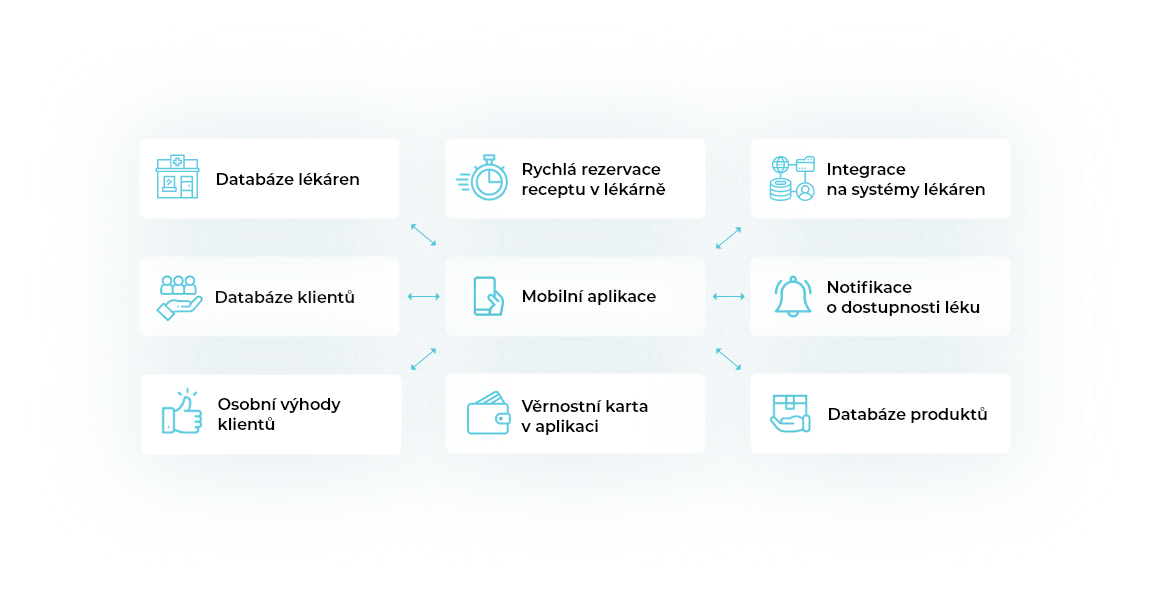 Databáze lékáren
Rychlá rezervace
receptu v lékárně
Integrace
na systémy lékáren
Databáze klientů
Mobilní aplikace
Notifikace
o dostupnosti léku
Osobní výhody
klientů
Věrnostní karta
v aplikaci
Databáze produktů